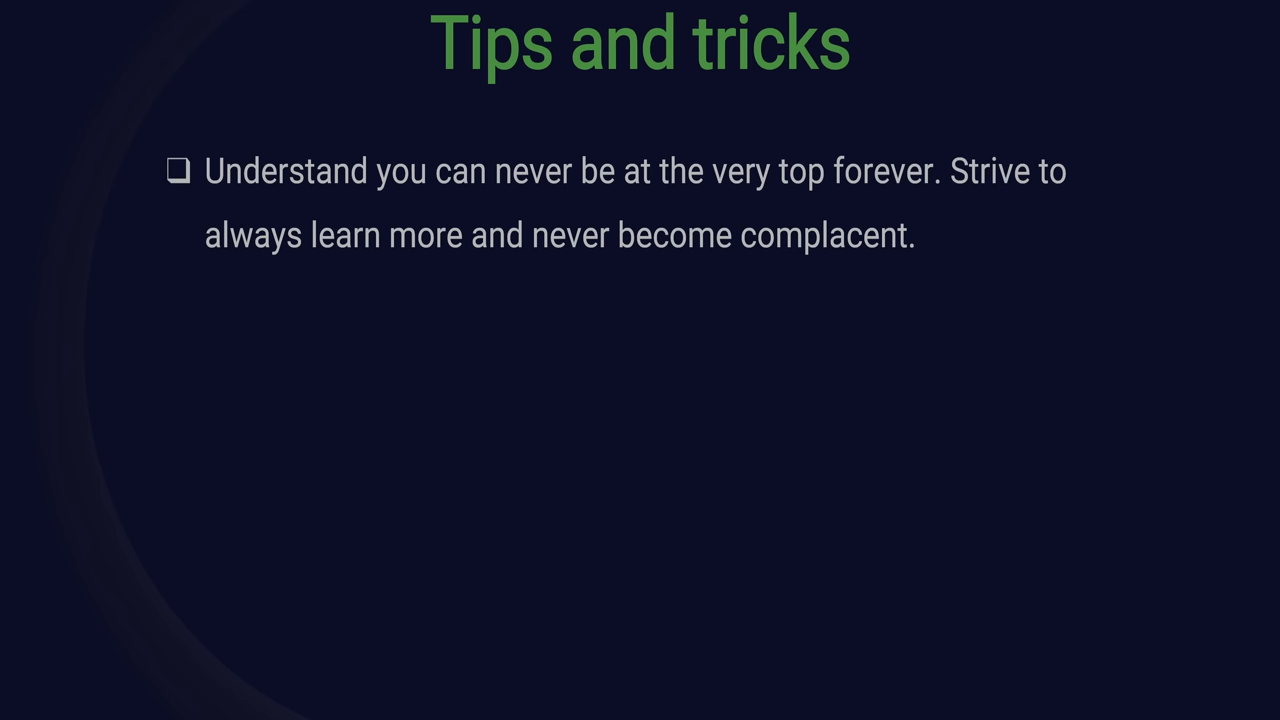 Tips and tricks
❑ Understand you can never be at the very top forever. Strive to
always learn more and never become complacent.